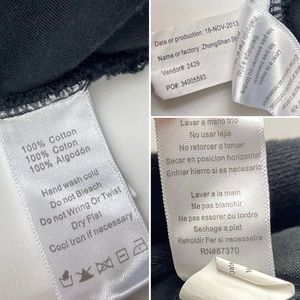 100% Cotton
100% Coton
100% Algodón
Hand wash cold
Do not Bleach
Do not Wring Or Twist
Dry Flat
Cool Iron if necessary
Date or production: 18-NOV-2013
Name of factory: ZhongShan
Vendor#: 2429
PO#: 34005593
Lavar a mano frio
No usar lejia
No retorcer o torcer
Secar en posicion horizontal
Enfriar hierro si es necesario
Lavar a la main
Ne pas blanchir
Ne pas essorer ou tordre
Sechage a plat
Refroidir Fer si necessaire
RN#87370